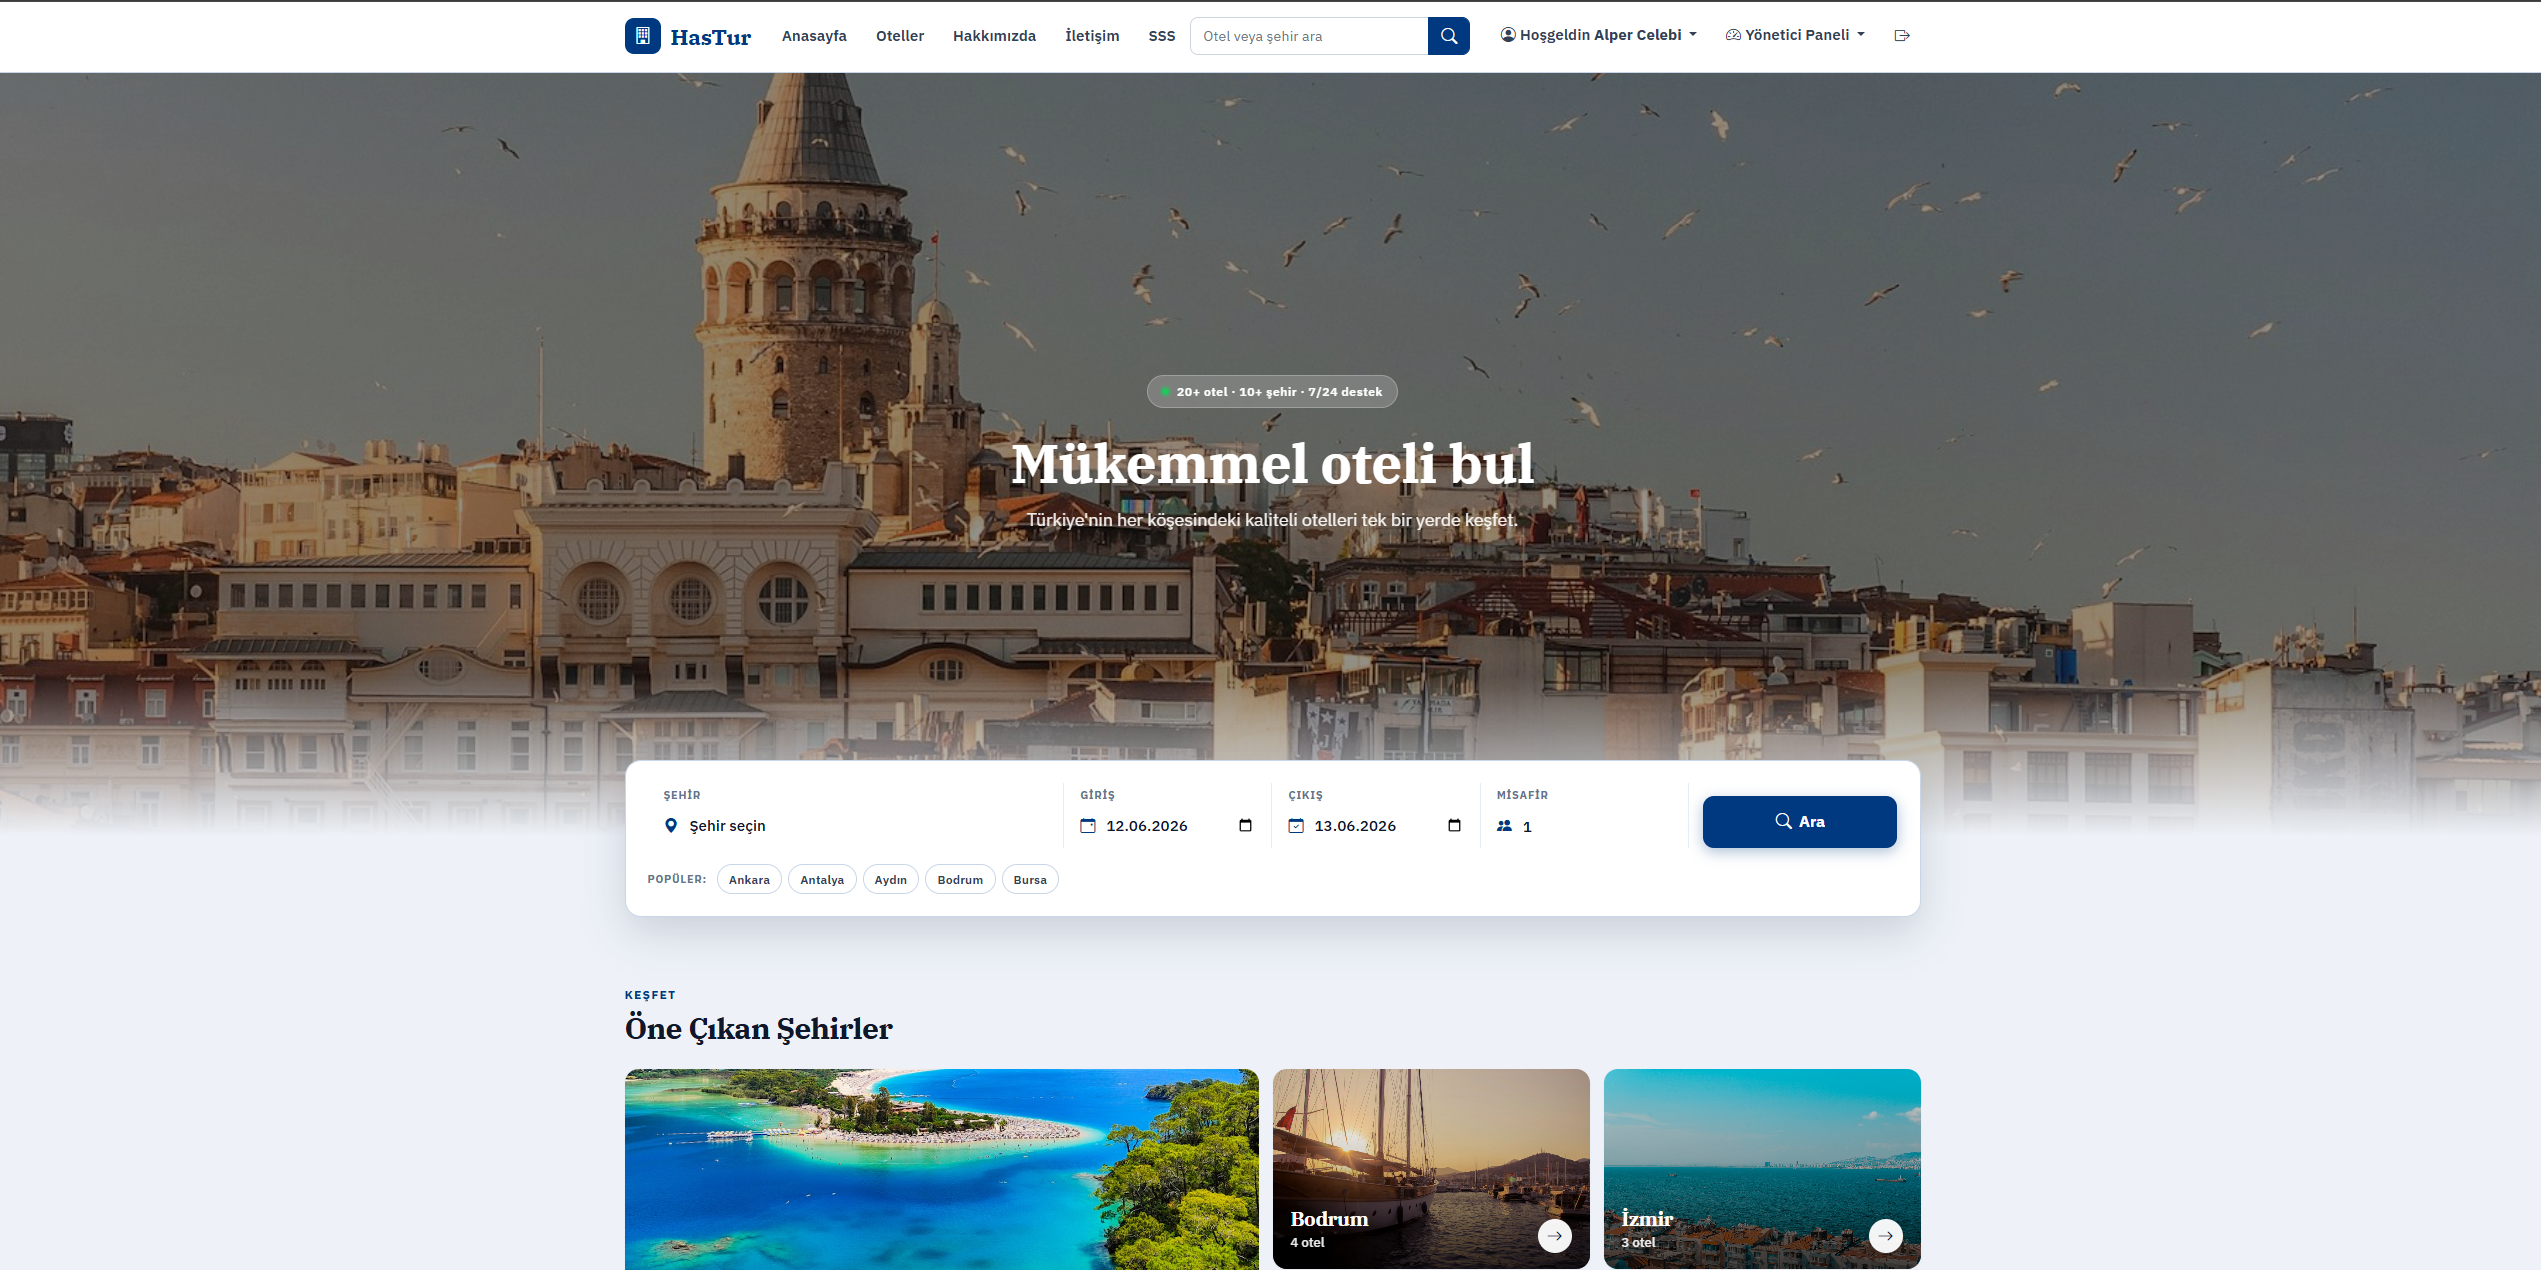 HasTur
Anasayfa
Oteller
Hakkımızda
İletişim
SSS
Otel veya şehir ara
Hoşgeldin Alper Celebi
Yönetici Paneli
20+ otel · 10+ şehir · 7/24 destek
Mükemmel oteli bul
Türkiye'nin her köşesindeki kaliteli otelleri tek bir yerde keşfet.
ŞEHİR
Şehir seçin
GİRİŞ
12.06.2026
ÇIKIŞ
13.06.2026
MİSAFİR
1
Ara
POPÜLER:
Ankara
Antalya
Aydın
Bodrum
Bursa
KEŞFET
Öne Çıkan Şehirler
Bodrum
4 otel
İzmir
3 otel